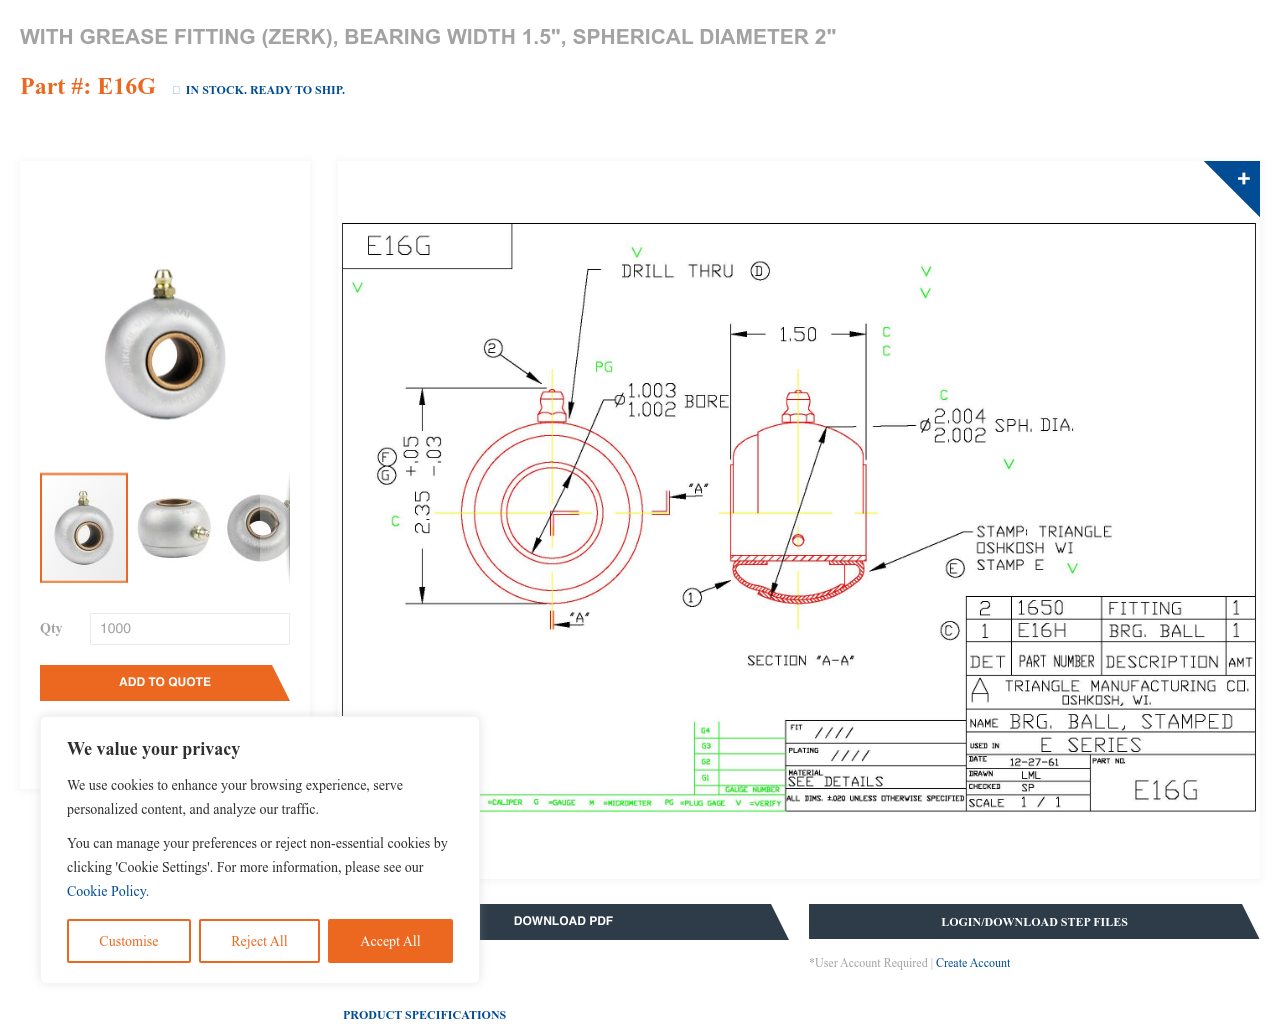 WITH GREASE FITTING (ZERK), BEARING WIDTH 1.5", SPHERICAL DIAMETER 2"
Part #: E16G
IN STOCK. READY TO SHIP.
+
E16G
V
DRILL THRU D
V
V
V
1.50
C
C
2
PG
Ø 1.003
1.002 BORE
C
Ø 2.004
2.002 SPH. DIA.
F
G
2.35 +.05
-.03
C
"A"
V
STAMP: TRIANGLE
OSHKOSH WI
STAMP E
E
V
1
"A"
SECTION "A-A"
C
2 1650 FITTING 1
1 E16H BRG. BALL 1
DET PART NUMBER DESCRIPTION AMT
A TRIANGLE MANUFACTURING CO.
OSHKOSH, WI.
NAME BRG. BALL, STAMPED
USED IN E SERIES
DATE 12-27-61
DRAWN LML
CHECKED SP
SCALE 1 / 1
PART NO.
E16G
FIT ////
PLATING ////
MATERIAL
SEE DETAILS
ALL DIMS. ±.020 UNLESS OTHERWISE SPECIFIED
G4
G3
G2
G1
GAUGE NUMBER
=CALIPER G =GAUGE M =MICROMETER PG =PLUG GAGE V =VERIFY
Qty
1000
ADD TO QUOTE
We value your privacy
We use cookies to enhance your browsing experience, serve
personalized content, and analyze our traffic.
You can manage your preferences or reject non-essential cookies by
clicking 'Cookie Settings'. For more information, please see our
Cookie Policy.
Customise
Reject All
Accept All
DOWNLOAD PDF
LOGIN/DOWNLOAD STEP FILES
*User Account Required | Create Account
PRODUCT SPECIFICATIONS